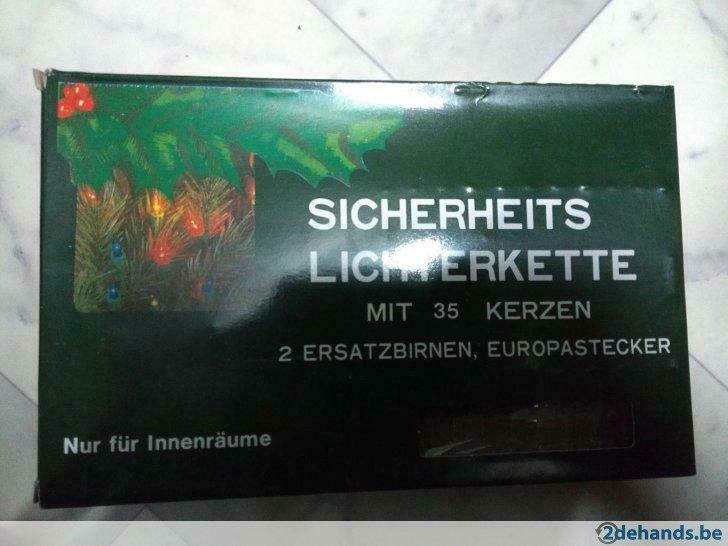 SICHERHEITS
LICHTERKETTE
MIT 35 KERZEN
2 ERSATZBIRNEN, EUROPASTECKER
Nur für Innenräume
2dehands.be